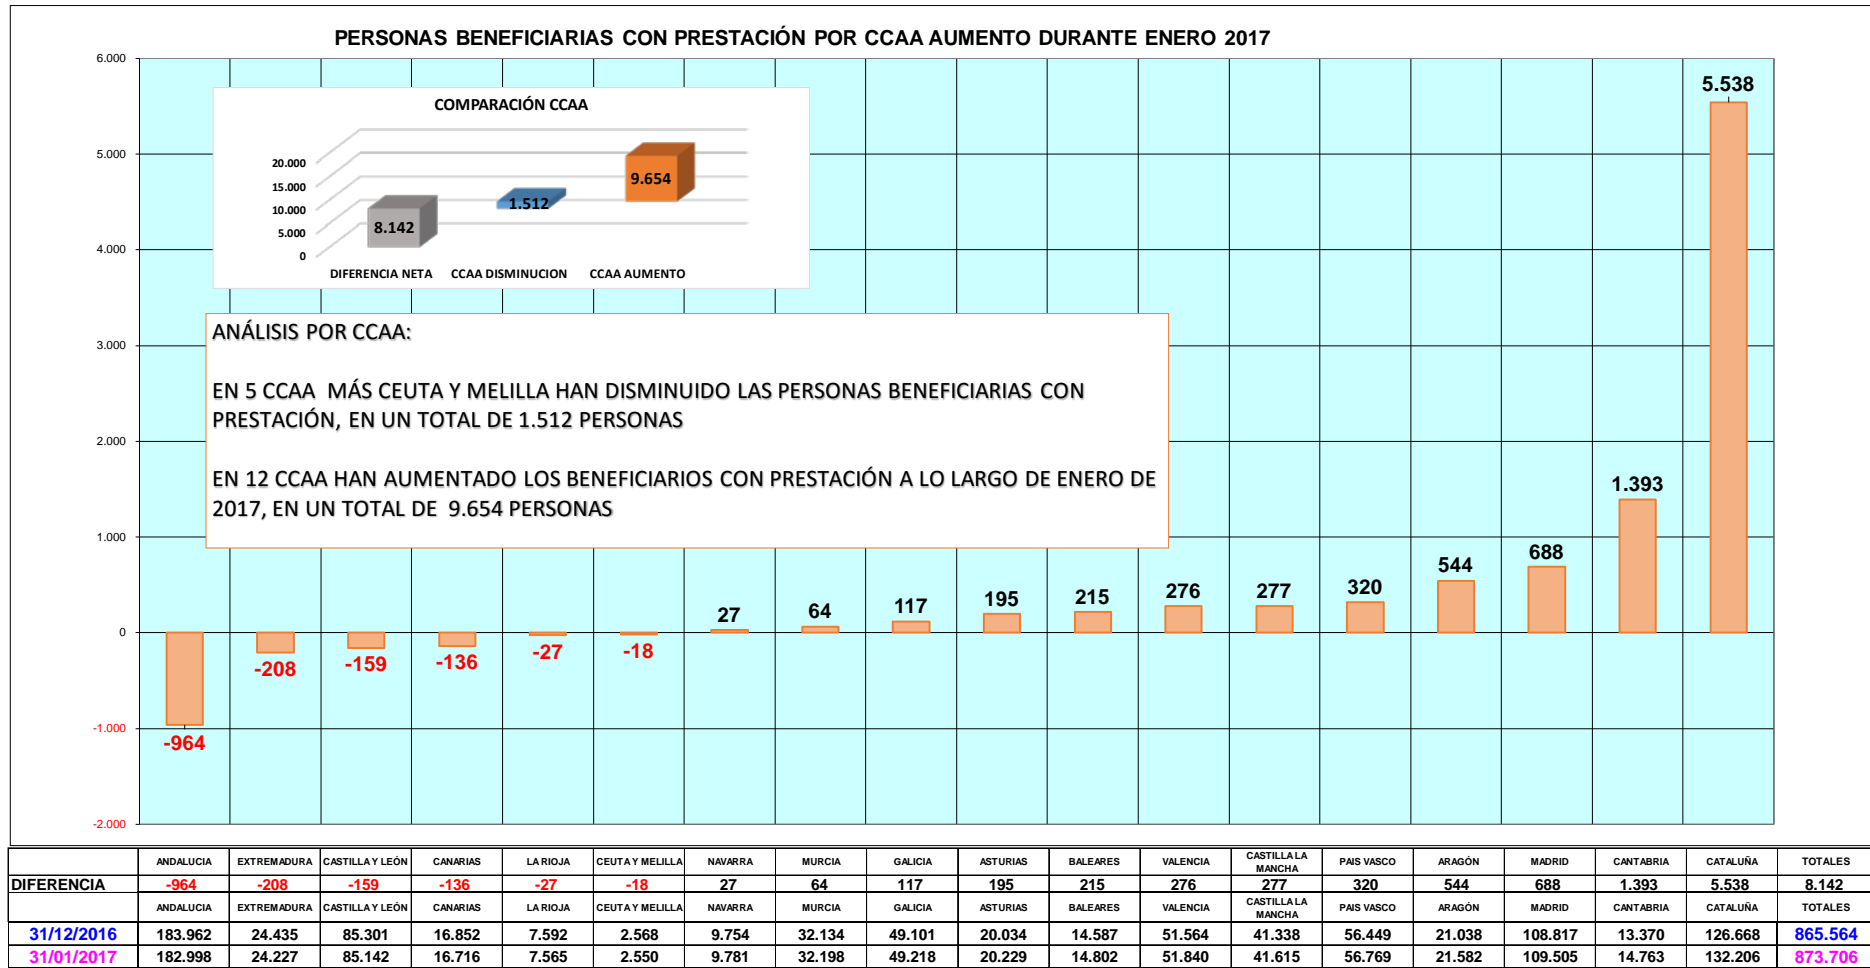 PERSONAS BENEFICIARIAS CON PRESTACIÓN POR CCAA AUMENTO DURANTE ENERO 2017
6.000
5.000
4.000
3.000
2.000
1.000
0
-1.000
-2.000
COMPARACIÓN CCAA
20.000
15.000
10.000
5.000
0
8.142
1.512
9.654
DIFERENCIA NETA CCAA DISMINUCION CCAA AUMENTO
ANÁLISIS POR CCAA:
EN 5 CCAA MÁS CEUTA Y MELILLA HAN DISMINUIDO LAS PERSONAS BENEFICIARIAS CON
PRESTACIÓN, EN UN TOTAL DE 1.512 PERSONAS
EN 12 CCAA HAN AUMENTADO LOS BENEFICIARIOS CON PRESTACIÓN A LO LARGO DE ENERO DE
2017, EN UN TOTAL DE 9.654 PERSONAS
-964 -208 -159 -136 -27 -18 27 64 117 195 215 276 277 320 544 688 1.393 5.538
ANDALUCIA EXTREMADURA CASTILLA Y LEÓN CANARIAS LA RIOJA CEUTA Y MELILLA NAVARRA MURCIA GALICIA ASTURIAS BALEARES VALENCIA CASTILLA LA MANCHA PAIS VASCO ARAGÓN MADRID CANTABRIA CATALUÑA TOTALES
DIFERENCIA -964 -208 -159 -136 -27 -18 27 64 117 195 215 276 277 320 544 688 1.393 5.538 8.142
ANDALUCIA EXTREMADURA CASTILLA Y LEÓN CANARIAS LA RIOJA CEUTA Y MELILLA NAVARRA MURCIA GALICIA ASTURIAS BALEARES VALENCIA CASTILLA LA MANCHA PAIS VASCO ARAGÓN MADRID CANTABRIA CATALUÑA TOTALES
31/12/2016 183.962 24.435 85.301 16.852 7.592 2.568 9.754 32.134 49.101 20.034 14.587 51.564 41.338 56.449 21.038 108.817 13.370 126.668 865.564
31/01/2017 182.998 24.227 85.142 16.716 7.565 2.550 9.781 32.198 49.218 20.229 14.802 51.840 41.615 56.769 21.582 109.505 14.763 132.206 873.706